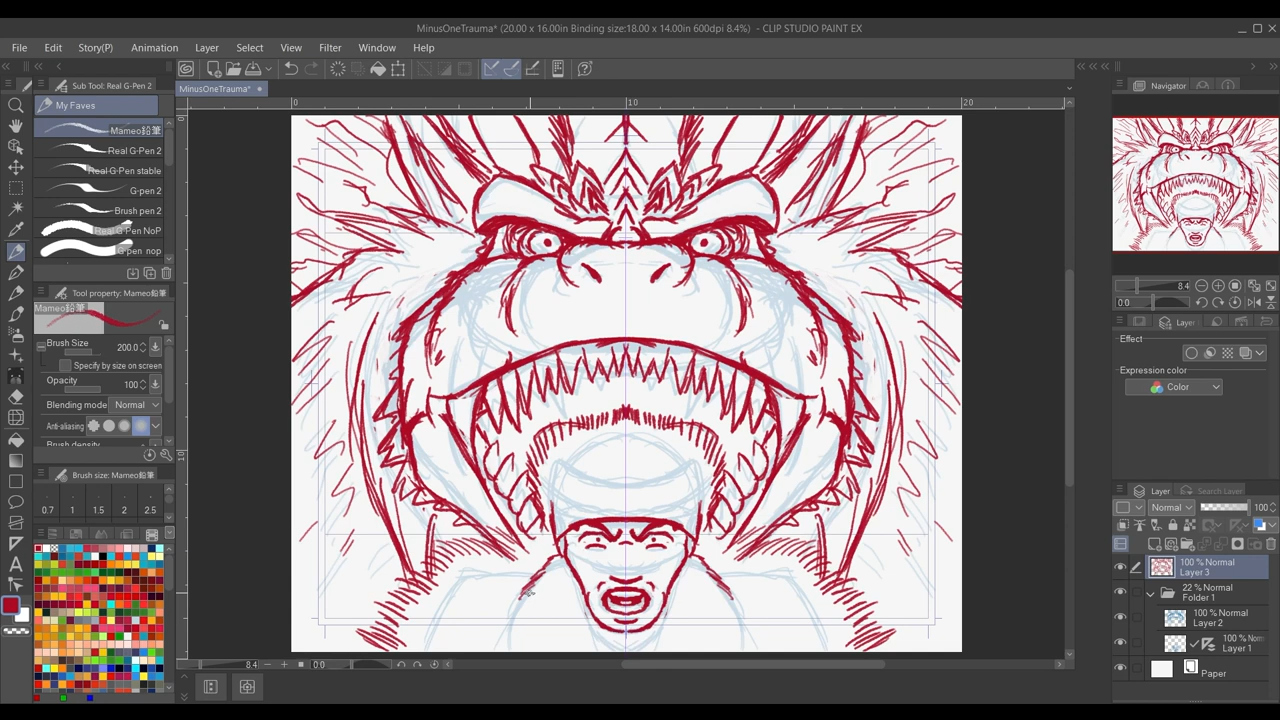 MinusOneTrauma* (20.00 x 16.00in Binding size:18.00 x 14.00in 600dpi 8.4%)  - CLIP STUDIO PAINT EX
File Edit Story(P) Animation Layer Select View Filter Window Help
Sub Tool: Real G-Pen 2
MinusOneTrauma*
Navigator
My Faves
0 10 20
Mameo鉛筆
Real G-Pen 2
Real G-Pen stable
G-pen 2
Brush pen 2
Real G-Pen NoP
G-pen nop
8.4
Tool property: Mameo鉛筆
0.0
Mameo鉛筆
Layer
Effect
Brush Size 200.0
Specify by size on screen
Expression color
Opacity 100
Color
Blending mode Normal
Anti-aliasing
Brush density
10
Brush size: Mameo鉛筆
Layer Search Layer
0.7 1 1.5 2 2.5
Normal 100
100 % Normal
Layer 3
22 % Normal
Folder 1
100 % Normal
Layer 2
100 % Norm
Layer 1
Paper
8.4 0.0